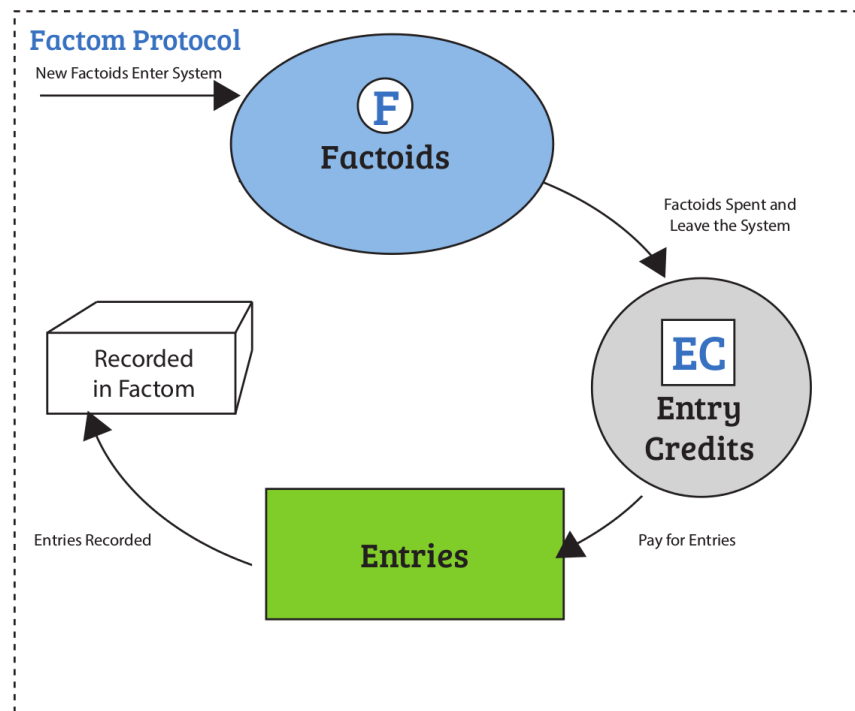 Factom Protocol
New Factoids Enter System
F
Factoids
Factoids Spent and
Leave the System
EC
Entry
Credits
Recorded
in Factom
Entries
Entries Recorded
Pay for Entries